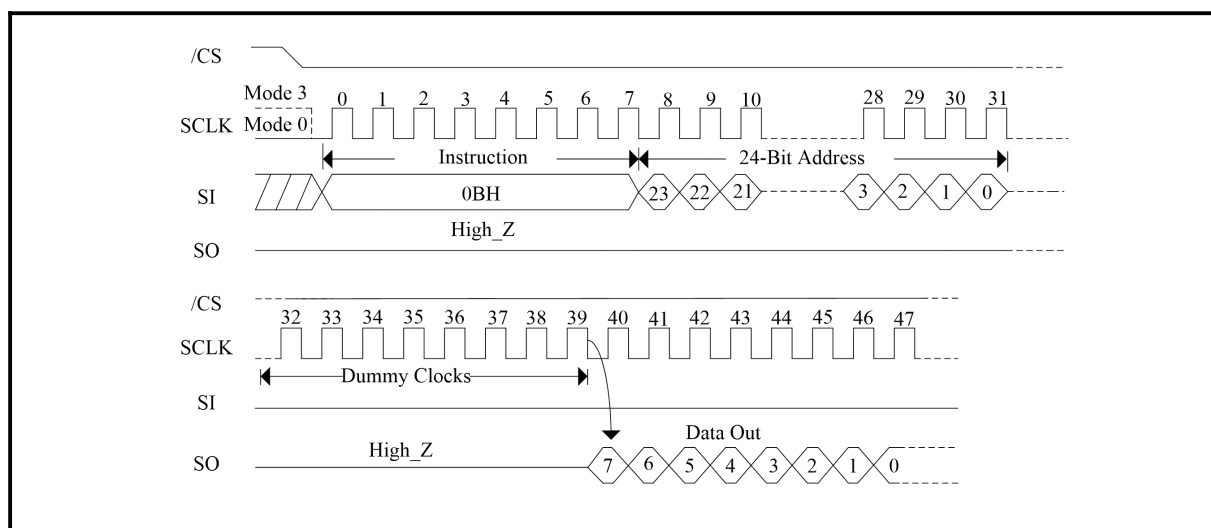 /CS
Mode 3
0 1 2 3 4 5 6 7 8 9 10 28 29 30 31
SCLK Mode 0
Instruction 24-Bit Address
SI 0BH 23 22 21 3 2 1 0
High_Z
SO
/CS
32 33 34 35 36 37 38 39 40 41 42 43 44 45 46 47
SCLK
Dummy Clocks
SI
Data Out
High_Z
SO 7 6 5 4 3 2 1 0